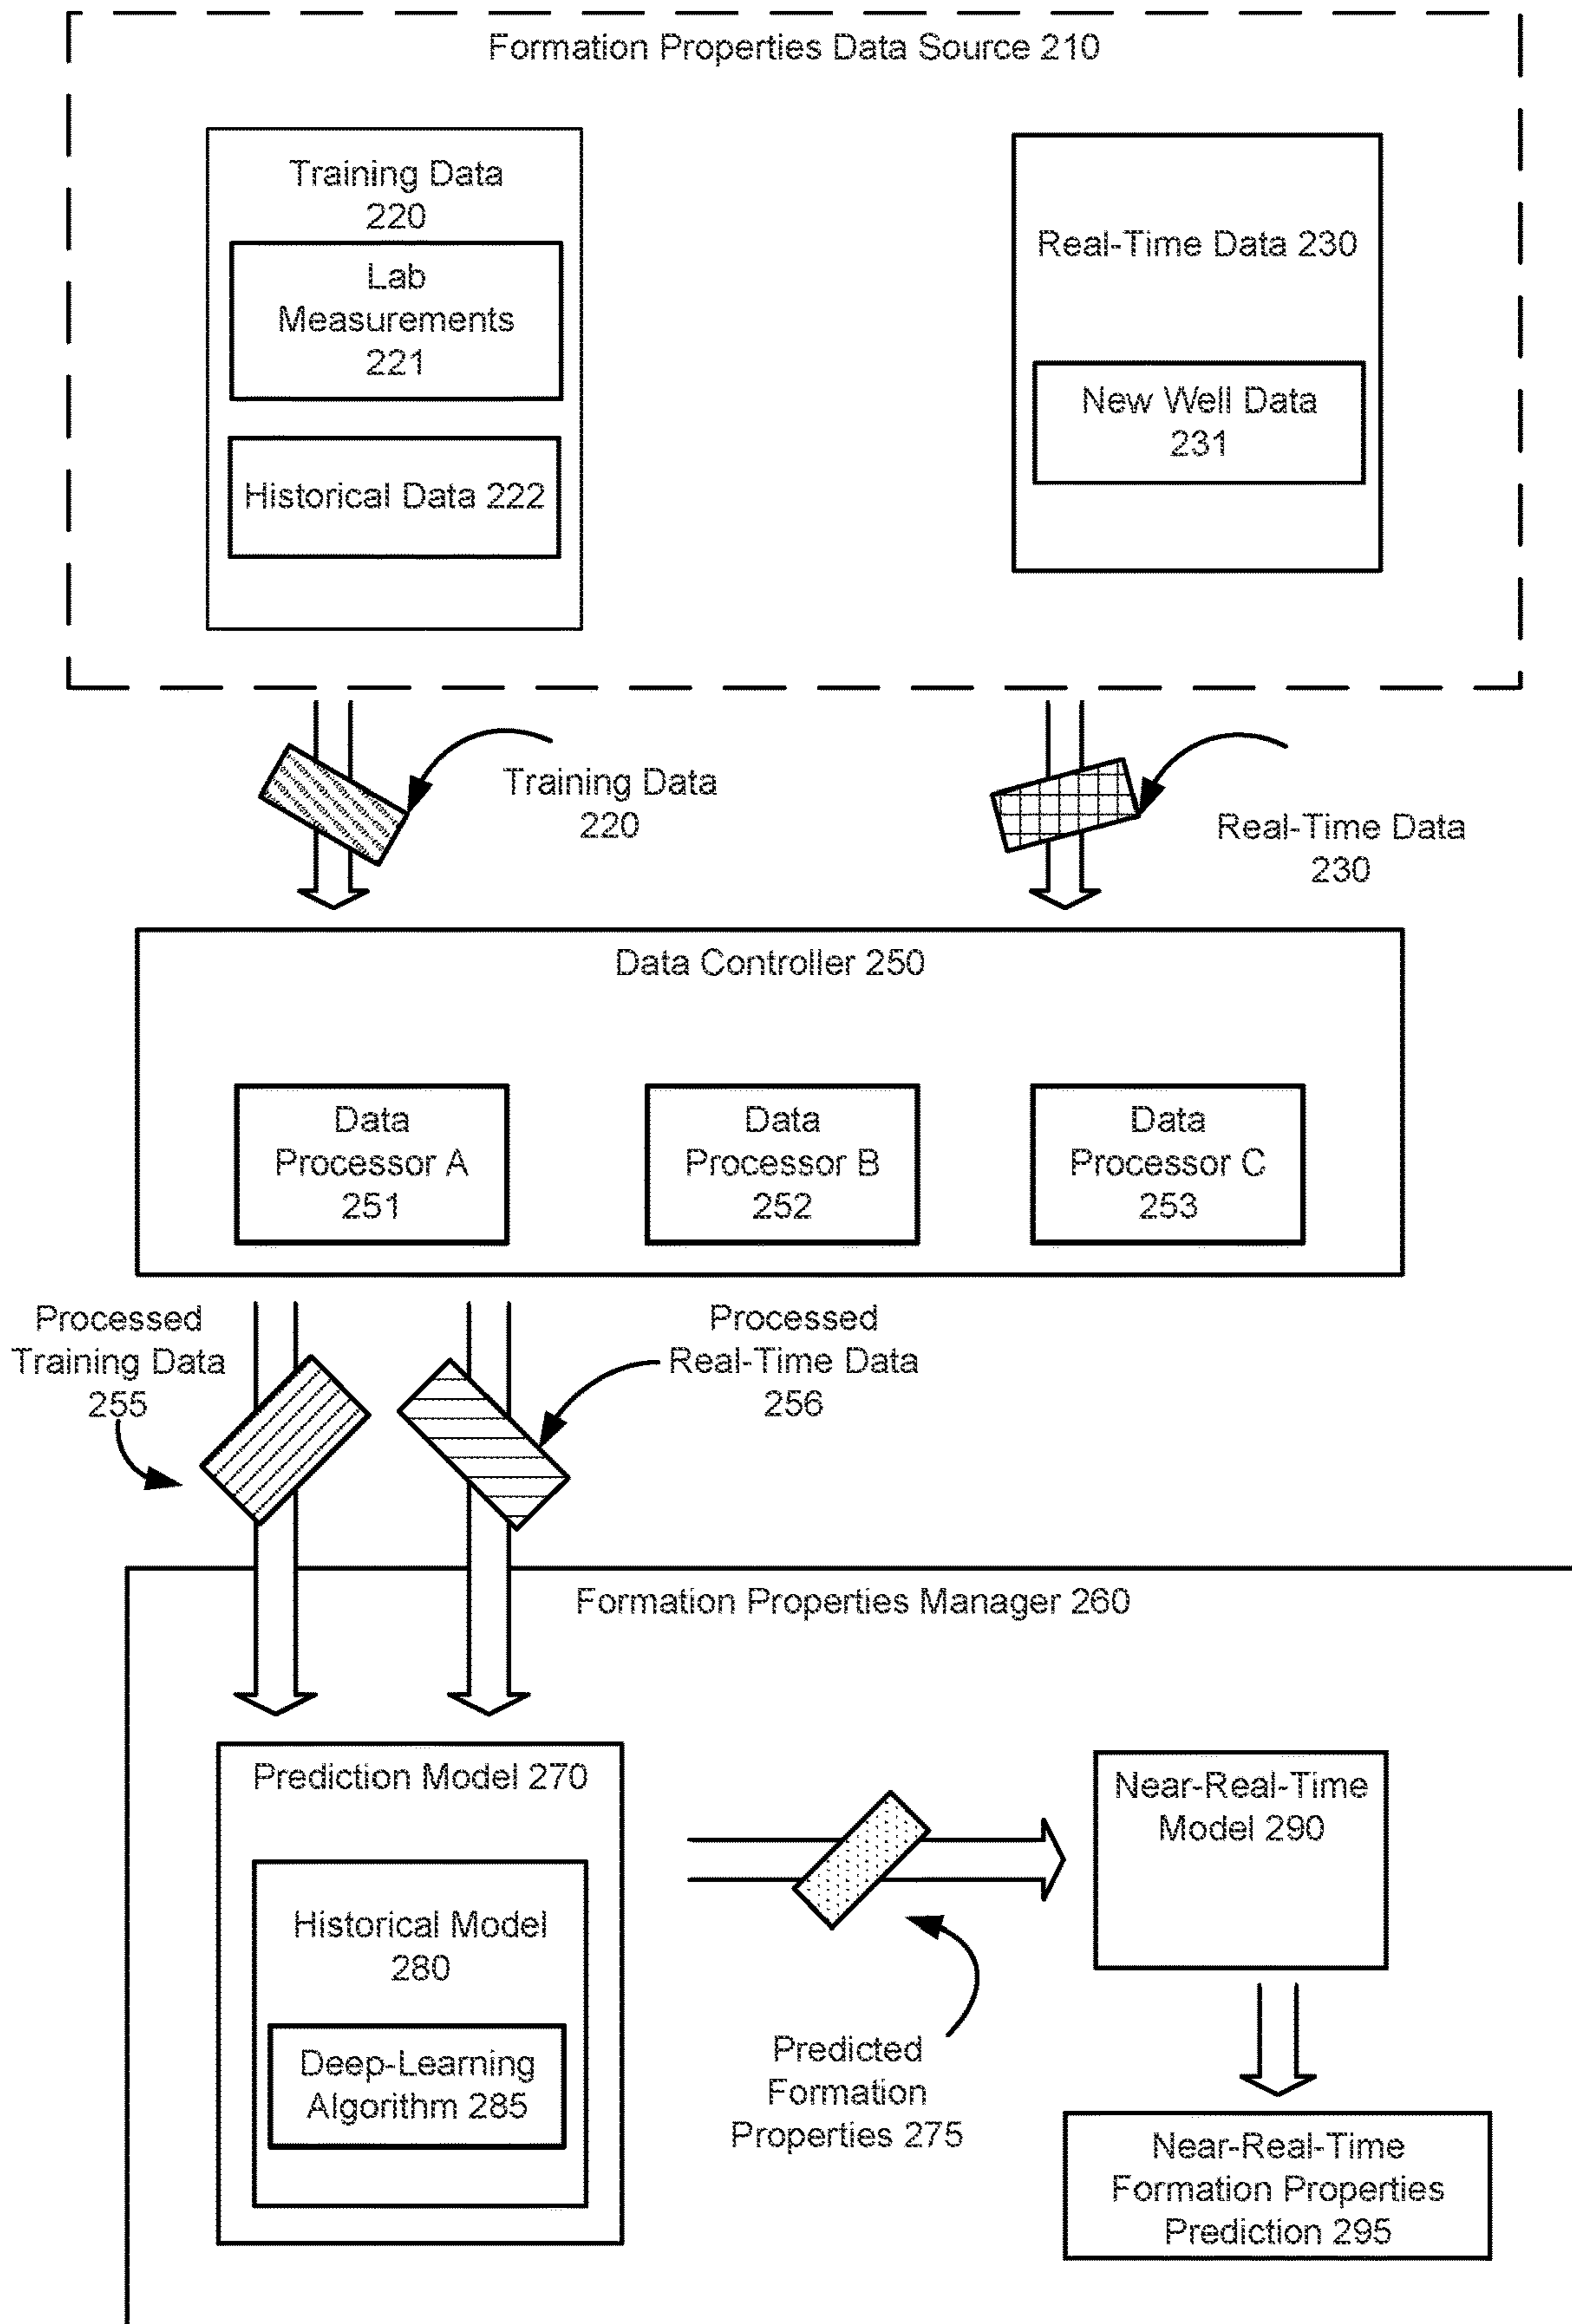 Formation Properties Data Source 210
Training Data
220
Lab
Measurements
221
Historical Data 222
Real-Time Data 230
New Well Data
231
Training Data
220
Real-Time Data
230
Data Controller 250
Data
Processor A
251
Data
Processor B
252
Data
Processor C
253
Processed
Training Data
255
Processed
Real-Time Data
256
Formation Properties Manager 260
Prediction Model 270
Historical Model
280
Deep-Learning
Algorithm 285
Predicted
Formation
Properties 275
Near-Real-Time
Model 290
Near-Real-Time
Formation Properties
Prediction 295